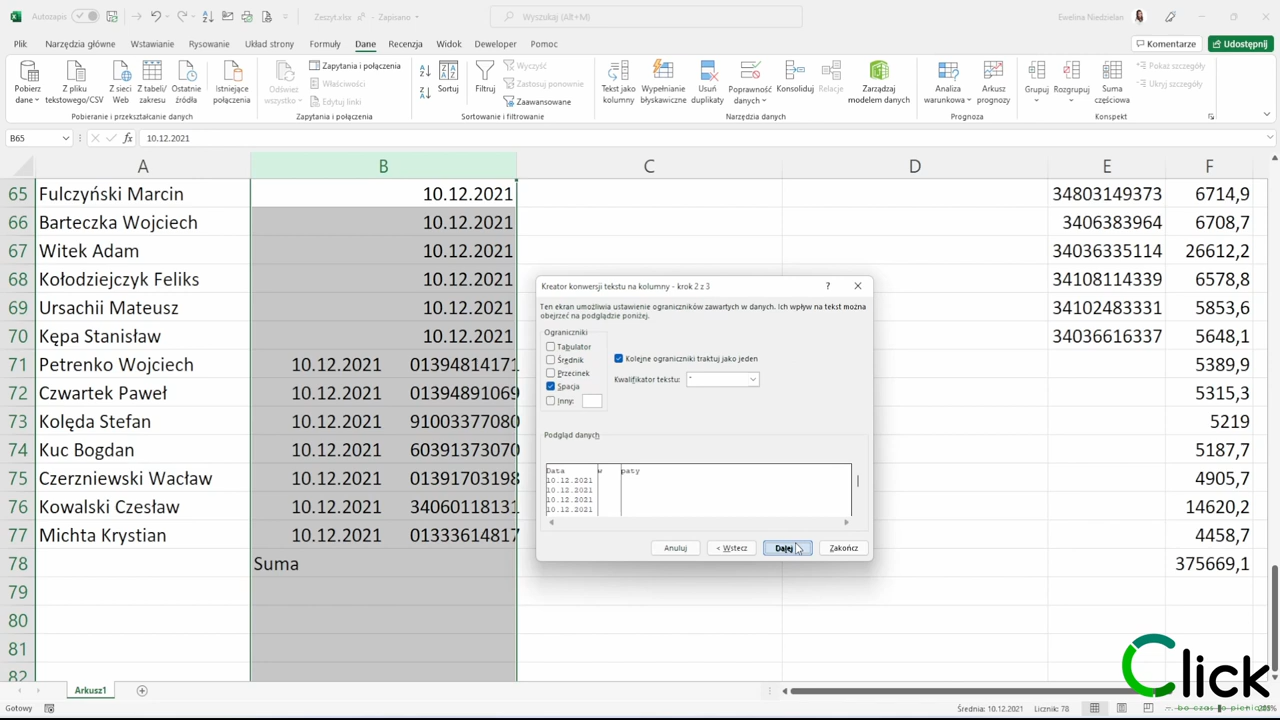 Autozapis
Zeszyt.xlsx
Zapisano
Wyszukaj (Alt+M)
Ewelina Niedzielan
Plik Narzędzia główne Wstawianie Rysowanie Układ strony Formuły Dane Recenzja Widok Deweloper Pomoc
Komentarze
Udostępnij
Pobierz dane
Z pliku tekstowego/CSV
Z sieci Web
Z tabeli/ zakresu
Ostatnie źródła
Istniejące połączenia
Odśwież wszystko
Zapytania i połączenia
Właściwości
Edytuj linki
Sortuj
Filtruj
Wyczyść
Zastosuj ponownie
Zaawansowane
Tekst jako kolumny
Wypełnianie błyskawiczne
Usuń duplikaty
Poprawność danych
Konsoliduj
Relacje
Zarządzaj modelem danych
Analiza warunkowa
Arkusz prognozy
Grupuj
Rozgrupuj
Suma częściowa
Pokaż szczegóły
Ukryj szczegóły
Pobieranie i przekształcanie danych
Zapytania i połączenia
Sortowanie i filtrowanie
Narzędzia danych
Prognoza
Konspekt
B65 fx 10.12.2021
A B C D E F
65 Fulczyński Marcin 10.12.2021 34803149373 6714,9
66 Barteczka Wojciech 10.12.2021 3406383964 6708,7
67 Witek Adam 10.12.2021 34036335114 26612,2
68 Kołodziejczyk Feliks 10.12.2021 34108114339 6578,8
69 Ursachii Mateusz 10.12.2021 34102483331 5853,6
70 Kępa Stanisław 10.12.2021 34036616337 5648,1
71 Petrenko Wojciech 10.12.2021 01394814171 5389,9
72 Czwartek Paweł 10.12.2021 01394891069 5315,3
73 Kolęda Stefan 10.12.2021 91003377080 5219
74 Kuc Bogdan 10.12.2021 60391373070 5187,7
75 Czerzniewski Wacław 10.12.2021 01391703198 4905,7
76 Kowalski Czesław 10.12.2021 34060118131 14620,2
77 Michta Krystian 10.12.2021 01333614817 4458,7
78 Suma 375669,1
79
80
81
82
Kreator konwersji tekstu na kolumny - krok 2 z 3
?
Ten ekran umożliwia ustawienie ograniczników zawartych w danych. Ich wpływ na tekst można
obejrzeć na podglądzie poniżej.
Ograniczniki
Tabulator
Średnik
Przecinek
Spacja
Inny:
Kolejne ograniczniki traktuj jako jeden
Kwalifikator tekstu: "
Podgląd danych
Data w paty
10.12.2021
10.12.2021
10.12.2021
10.12.2021
Anuluj < Wstecz Dalej Zakończ
Arkusz1
Gotowy
Średnia: 10.12.2021 Licznik: 78
Click
bo czas to pieniądz